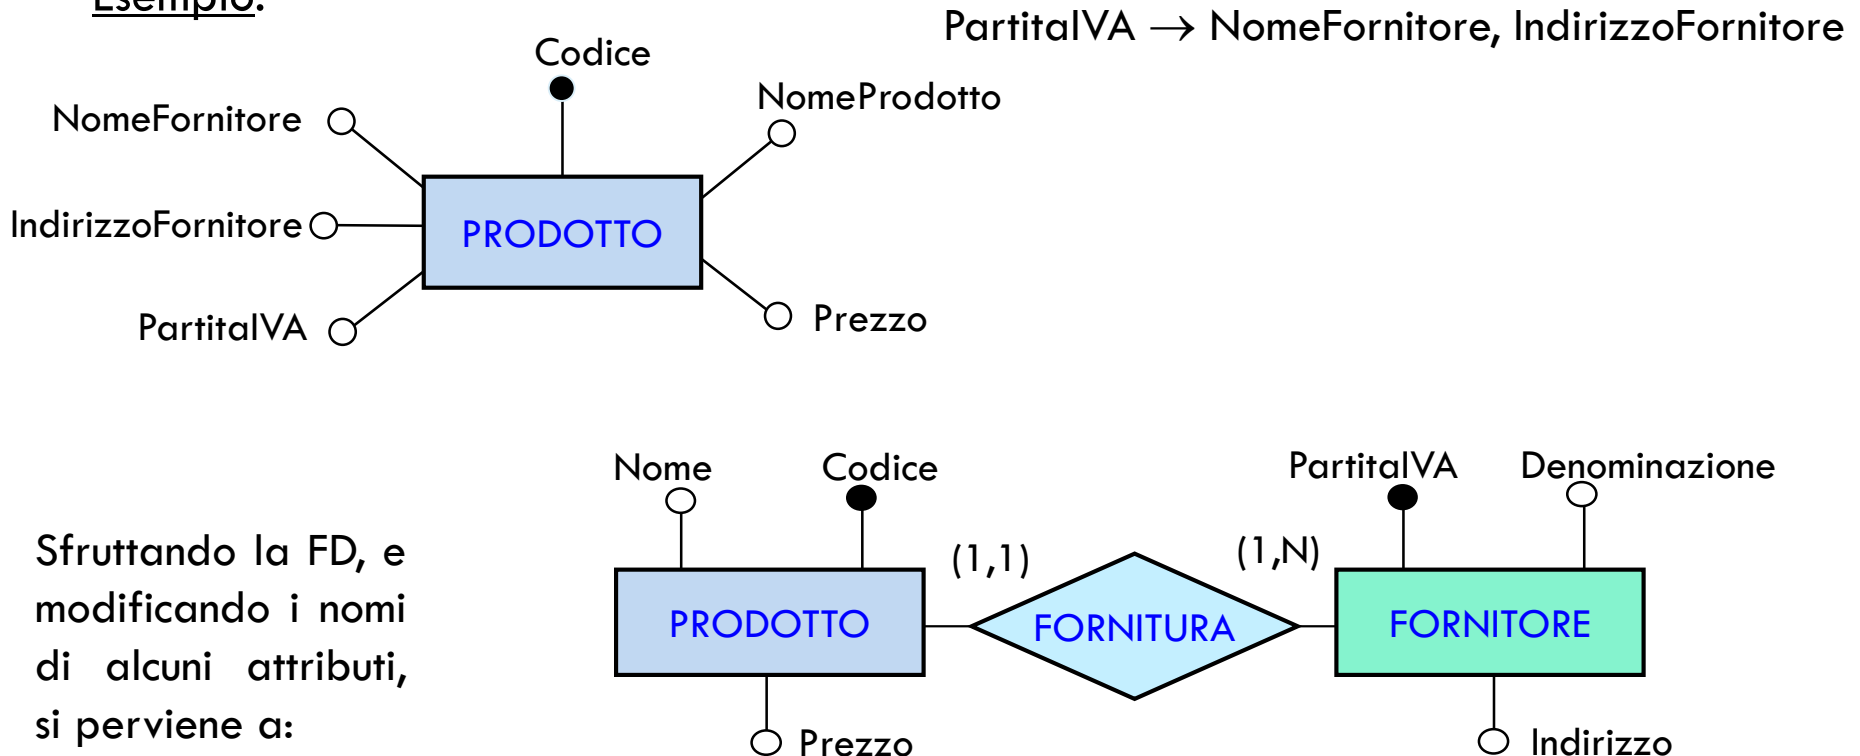 Esempio:
PartitaIVA → NomeFornitore, IndirizzoFornitore
Codice
NomeProdotto
NomeFornitore
IndirizzoFornitore
PRODOTTO
PartitaIVA
Prezzo
Sfruttando la FD, e
modificando i nomi
di alcuni attributi,
si perviene a:
Nome
Codice
PartitaIVA
Denominazione
(1,1)
(1,N)
PRODOTTO
FORNITURA
FORNITORE
Prezzo
Indirizzo